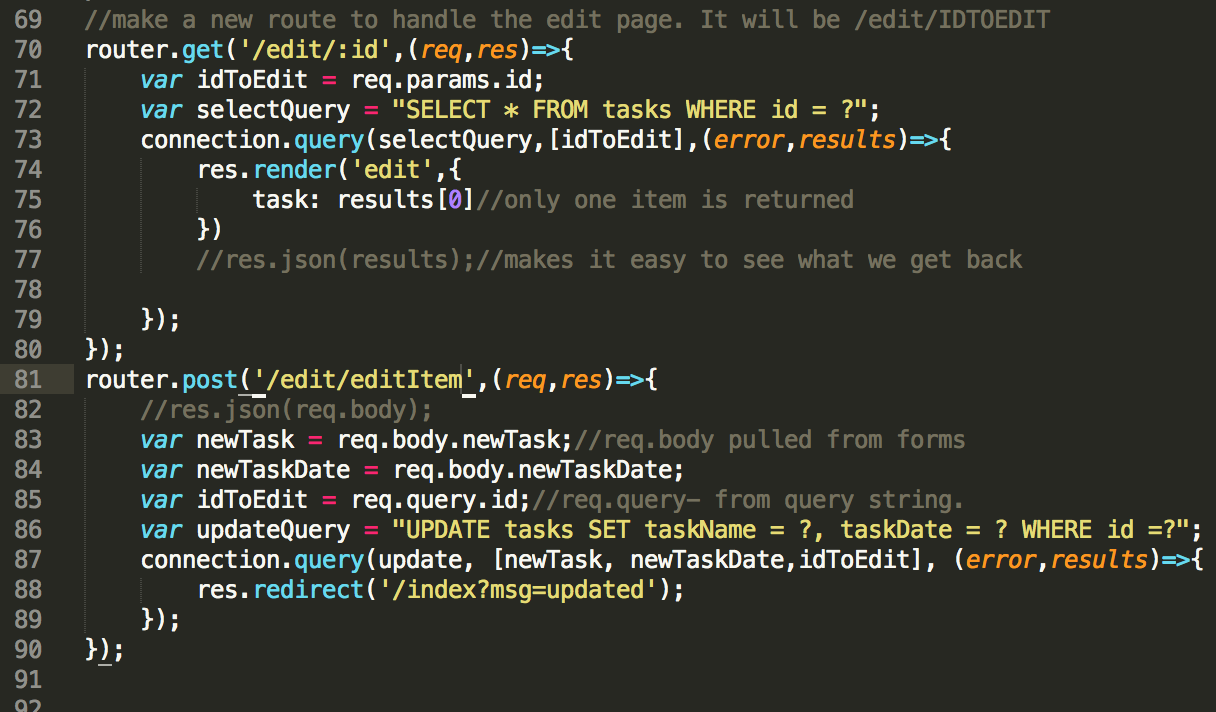 69 //make a new route to handle the edit page. It will be /edit/IDTOEDIT
70 router.get('/edit/:id',(req,res)=>{
71     var idToEdit = req.params.id;
72     var selectQuery = "SELECT * FROM tasks WHERE id = ?";
73     connection.query(selectQuery,[idToEdit],(error,results)=>{
74         res.render('edit',{
75             task: results[0]//only one item is returned
76         })
77         //res.json(results);//makes it easy to see what we get back
78
79     });
80 });
81 router.post('/edit/editItem',(req,res)=>{
82     //res.json(req.body);
83     var newTask = req.body.newTask;//req.body pulled from forms
84     var newTaskDate = req.body.newTaskDate;
85     var idToEdit = req.query.id;//req.query- from query string.
86     var updateQuery = "UPDATE tasks SET taskName = ?, taskDate = ? WHERE id =?";
87     connection.query(update, [newTask, newTaskDate,idToEdit], (error,results)=>{
88         res.redirect('/index?msg=updated');
89     });
90 });
91
92